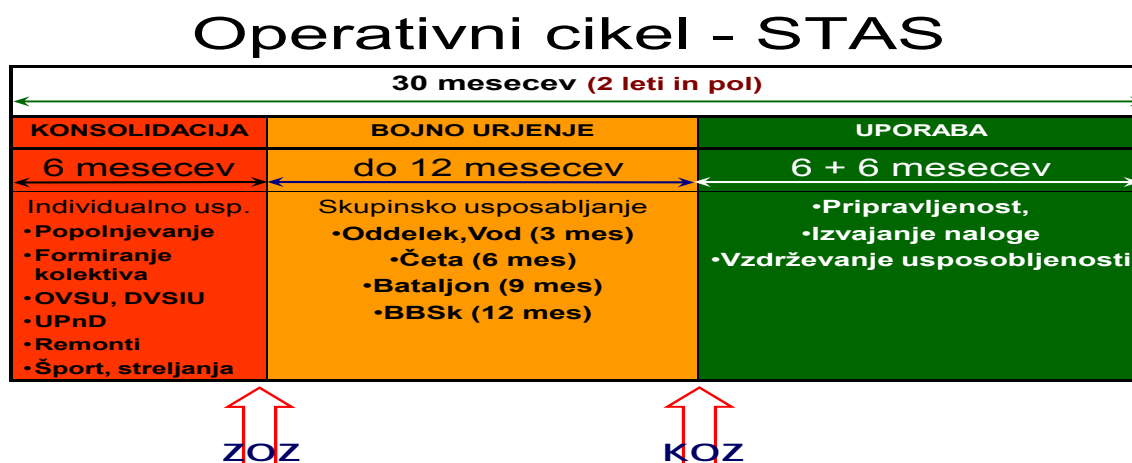 Operativni cikel - STAS
30 mesecev (2 leti in pol)
KONSOLIDACIJA
6 mesecev
Individualno usp.
•Popolnjevanje
•Formiranje
kolektiva
•OVSU, DVSIU
•UPnD
•Remonti
•Šport, streljanja
BOJNO URJENJE
do 12 mesecev
Skupinsko usposabljanje
•Oddelek,Vod (3 mes)
•Četa (6 mes)
•Bataljon (9 mes)
•BBSk (12 mes)
UPORABA
6 + 6 mesecev
•Pripravljenost,
•Izvajanje naloge
•Vzdrževanje usposobljenosti
ZOZ
KOZ